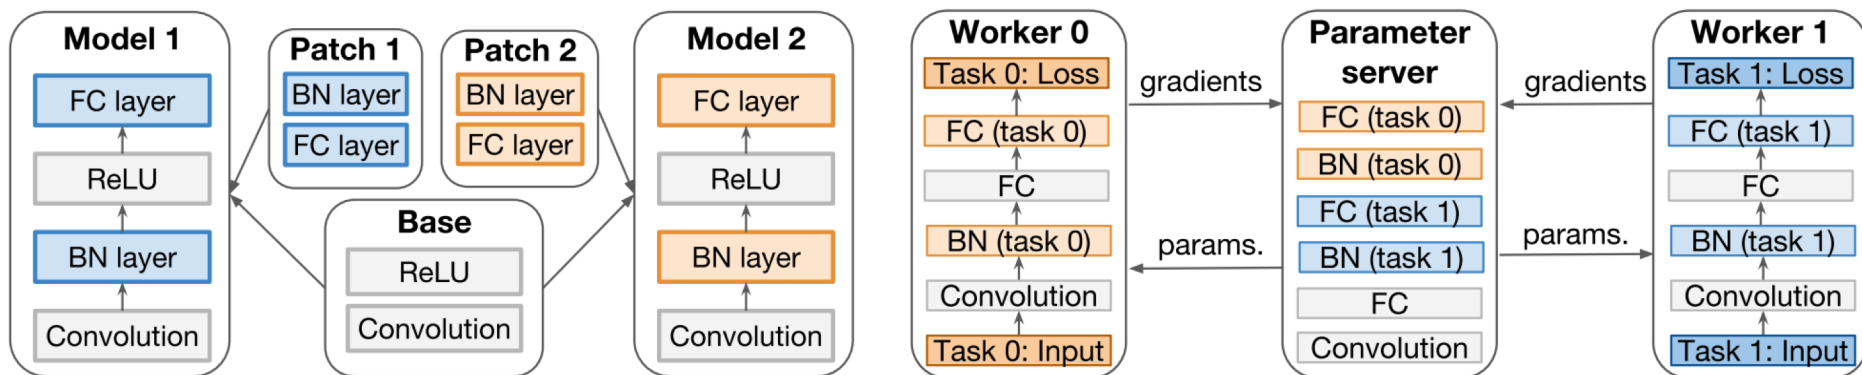 Model 1
FC layer
ReLU
BN layer
Convolution
Patch 1
BN layer
FC layer
Patch 2
BN layer
FC layer
Base
ReLU
Convolution
Model 2
FC layer
ReLU
BN layer
Convolution
Worker 0
Task 0: Loss
FC (task 0)
FC
BN (task 0)
Convolution
Task 0: Input
gradients
params.
Parameter
server
FC (task 0)
BN (task 0)
FC (task 1)
BN (task 1)
FC
Convolution
gradients
params.
Worker 1
Task 1: Loss
FC (task 1)
FC
BN (task 1)
Convolution
Task 1: Input